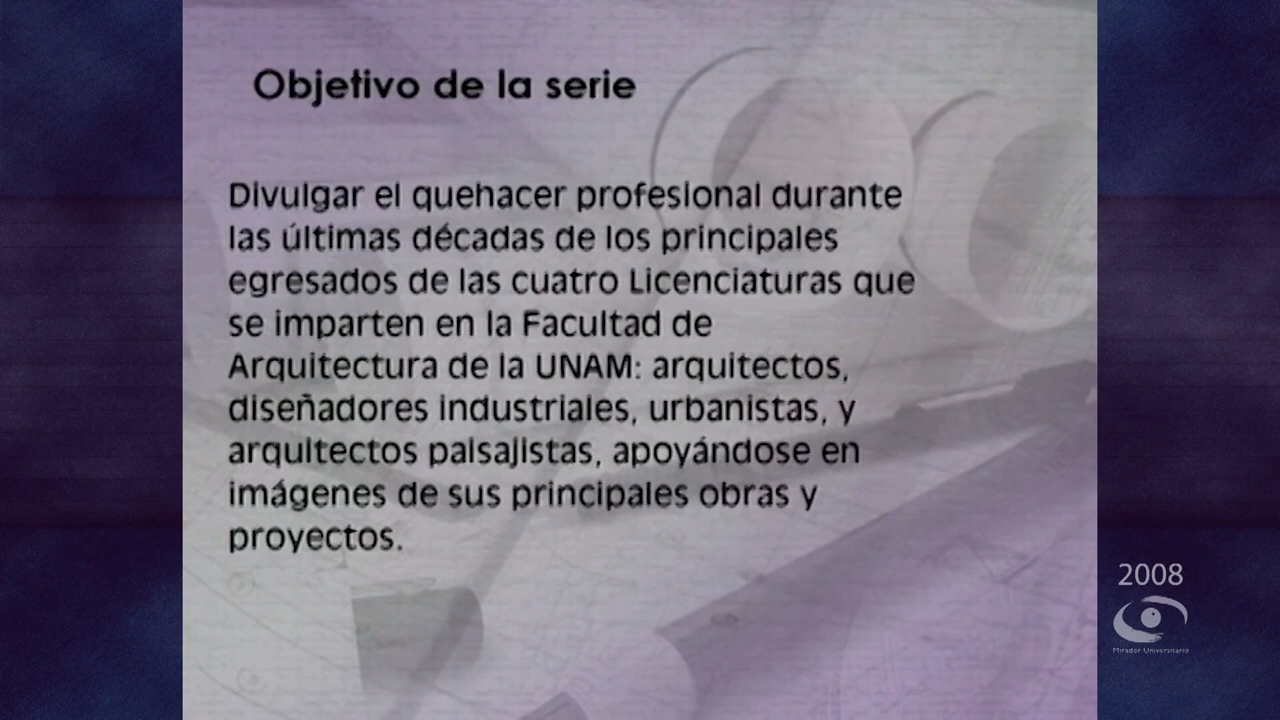 Objetivo de la serie
Divulgar el quehacer profesional durante
las últimas décadas de los principales
egresados de las cuatro Licenciaturas que
se imparten en la Facultad de
Arquitectura de la UNAM: arquitectos,
diseñadores industriales, urbanistas, y
arquitectos paisajistas, apoyándose en
imágenes de sus principales obras y
proyectos.
2008
Mirador Universitario